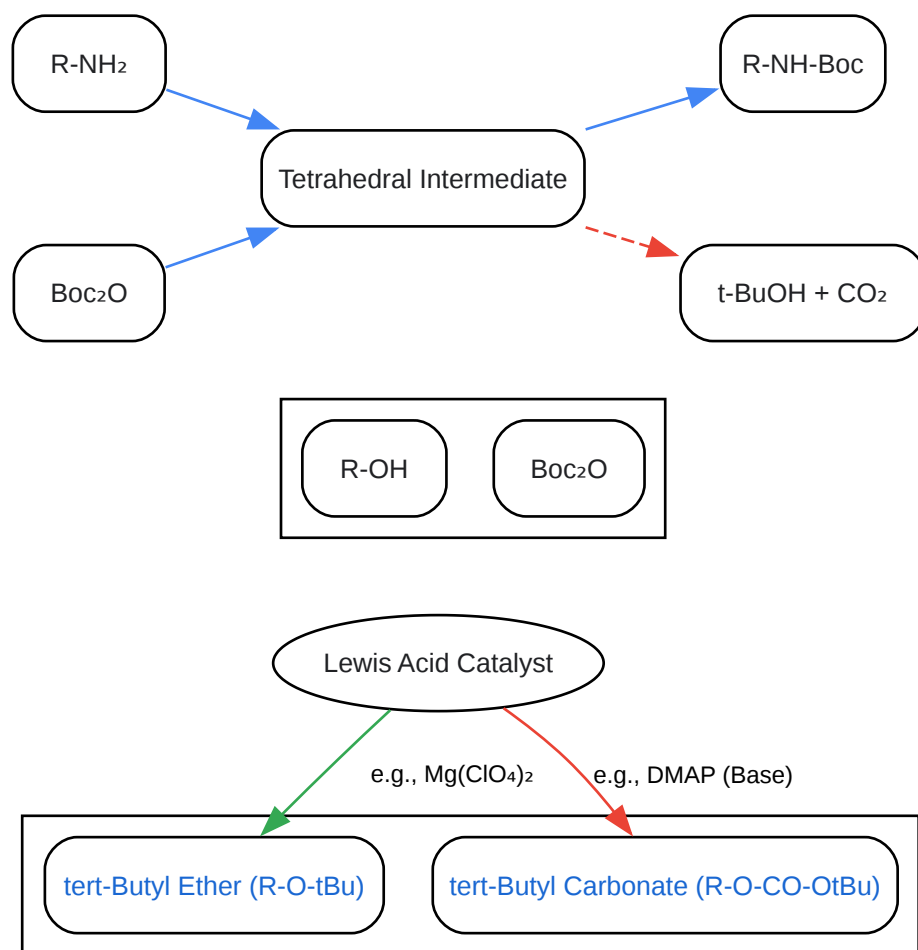 R-NH₂
R-NH-Boc
Tetrahedral Intermediate
Boc₂O
t-BuOH + CO₂
R-OH
Boc₂O
Lewis Acid Catalyst
e.g., Mg(ClO₄)₂
e.g., DMAP (Base)
tert-Butyl Ether (R-O-tBu)
tert-Butyl Carbonate (R-O-CO-OtBu)